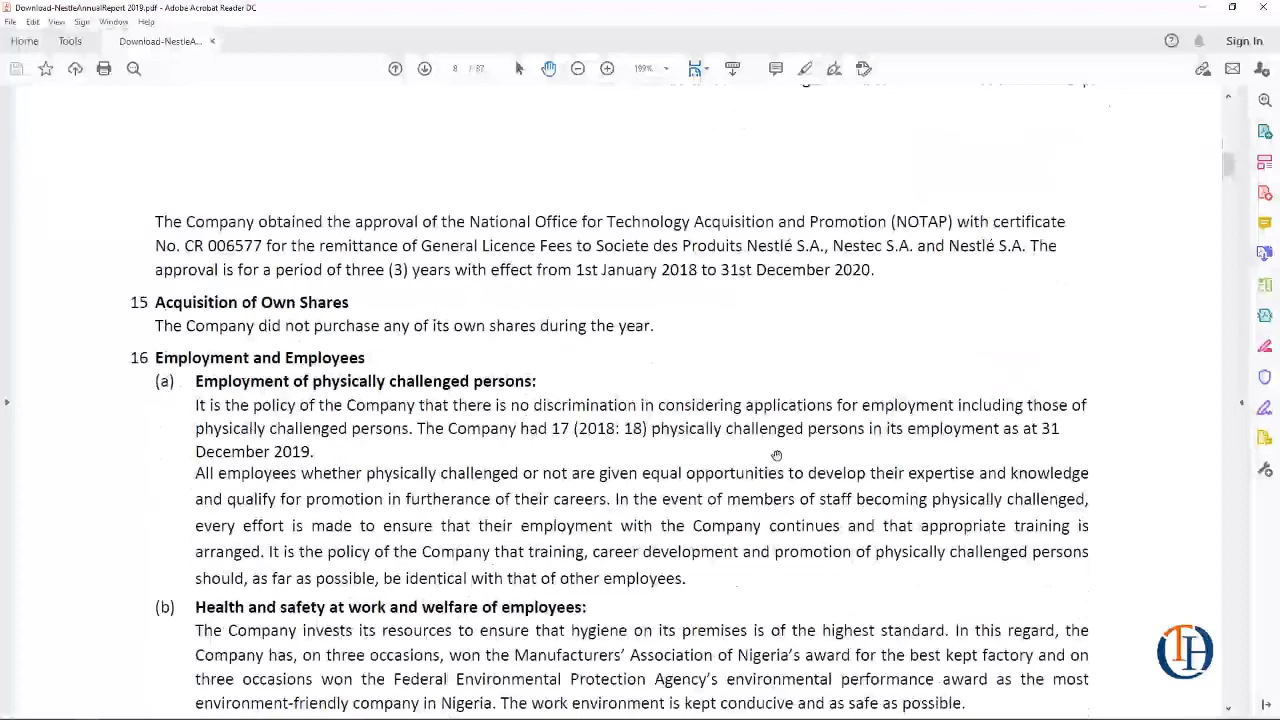 Download-NestleAnnualReport 2019.pdf - Adobe Acrobat Reader DC
File Edit View Sign Window Help
Home Tools Download-NestleA... × Sign In
8 / 87 199%
The Company obtained the approval of the National Office for Technology Acquisition and Promotion (NOTAP) with certificate
No. CR 006577 for the remittance of General Licence Fees to Societe des Produits Nestlé S.A., Nestec S.A. and Nestlé S.A. The
approval is for a period of three (3) years with effect from 1st January 2018 to 31st December 2020.
15 Acquisition of Own Shares
The Company did not purchase any of its own shares during the year.
16 Employment and Employees
(a) Employment of physically challenged persons:
It is the policy of the Company that there is no discrimination in considering applications for employment including those of
physically challenged persons. The Company had 17 (2018: 18) physically challenged persons in its employment as at 31
December 2019.
All employees whether physically challenged or not are given equal opportunities to develop their expertise and knowledge
and qualify for promotion in furtherance of their careers. In the event of members of staff becoming physically challenged,
every effort is made to ensure that their employment with the Company continues and that appropriate training is
arranged. It is the policy of the Company that training, career development and promotion of physically challenged persons
should, as far as possible, be identical with that of other employees.
(b) Health and safety at work and welfare of employees:
The Company invests its resources to ensure that hygiene on its premises is of the highest standard. In this regard, the
Company has, on three occasions, won the Manufacturers’ Association of Nigeria’s award for the best kept factory and on
three occasions won the Federal Environmental Protection Agency’s environmental performance award as the most
environment-friendly company in Nigeria. The work environment is kept conducive and as safe as possible.